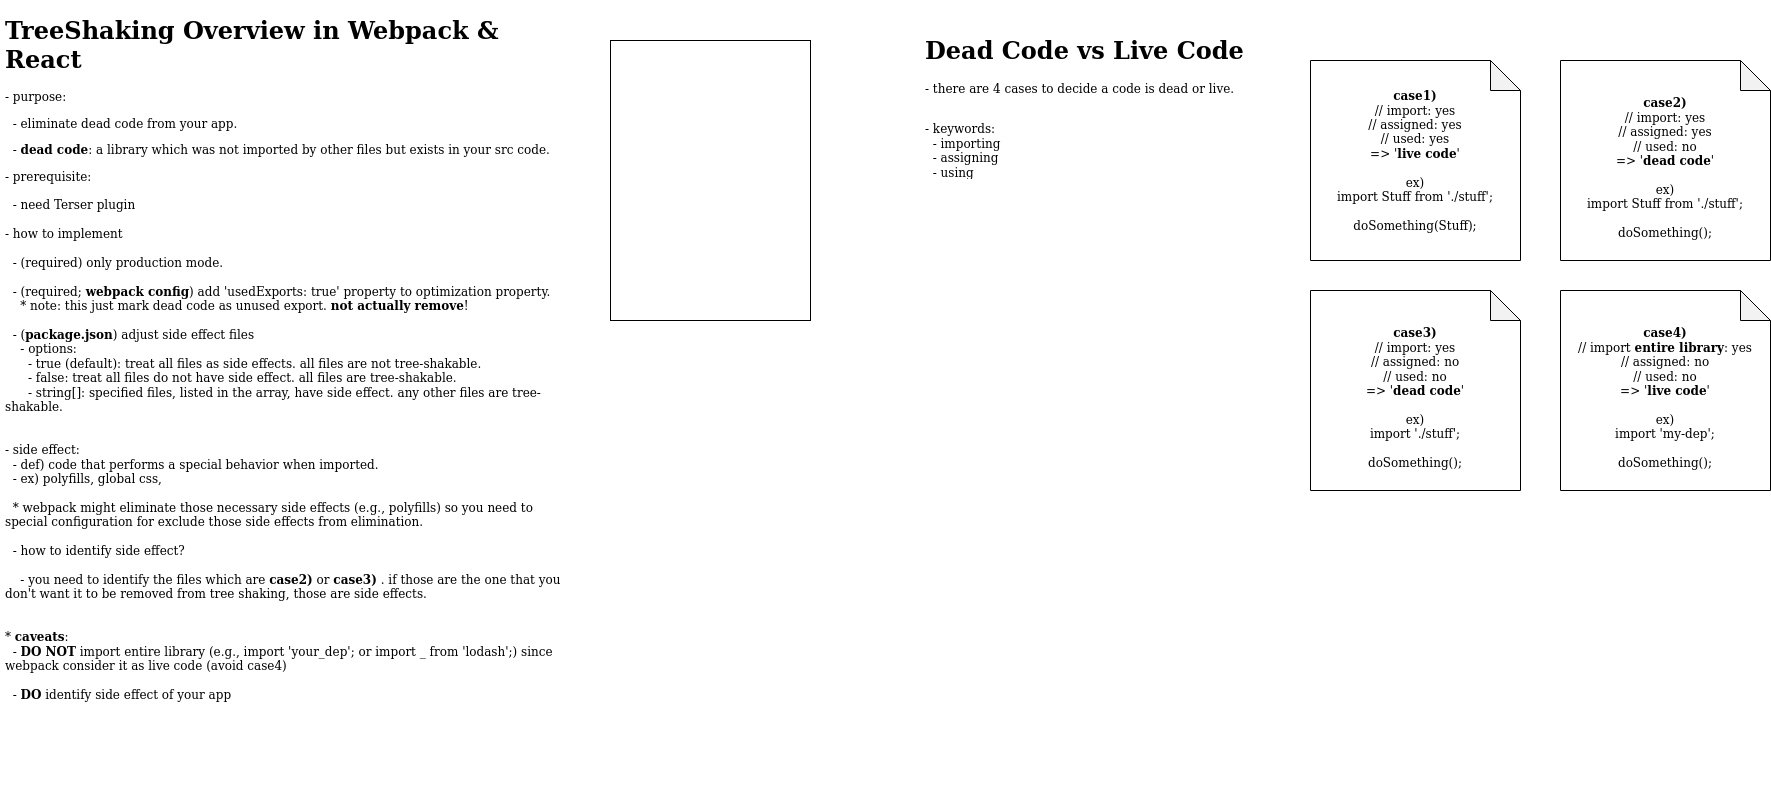 TreeShaking Overview in Webpack &
React
- purpose:
- eliminate dead code from your app.
- dead code: a library which was not imported by other files but exists in your src code.
- prerequisite:
- need Terser plugin
- how to implement
- (required) only production mode.
- (required; webpack config) add 'usedExports: true' property to optimization property.
* note: this just mark dead code as unused export. not actually remove!
- (package.json) adjust side effect files
- options:
- true (default): treat all files as side effects. all files are not tree-shakable.
- false: treat all files do not have side effect. all files are tree-shakable.
- string[]: specified files, listed in the array, have side effect. any other files are tree-
shakable.
- side effect:
- def) code that performs a special behavior when imported.
- ex) polyfills, global css,
* webpack might eliminate those necessary side effects (e.g., polyfills) so you need to
special configuration for exclude those side effects from elimination.
- how to identify side effect?
- you need to identify the files which are case2) or case3) . if those are the one that you
don't want it to be removed from tree shaking, those are side effects.
* caveats:
- DO NOT import entire library (e.g., import 'your_dep'; or import _ from 'lodash';) since
webpack consider it as live code (avoid case4)
- DO identify side effect of your app
Dead Code vs Live Code
- there are 4 cases to decide a code is dead or live.
- keywords:
- importing
- assigning
- using
case1)
// import: yes
// assigned: yes
// used: yes
=> 'live code'
ex)
import Stuff from './stuff';
doSomething(Stuff);
case2)
// import: yes
// assigned: yes
// used: no
=> 'dead code'
ex)
import Stuff from './stuff';
doSomething();
case3)
// import: yes
// assigned: no
// used: no
=> 'dead code'
ex)
import './stuff';
doSomething();
case4)
// import entire library: yes
// assigned: no
// used: no
=> 'live code'
ex)
import 'my-dep';
doSomething();